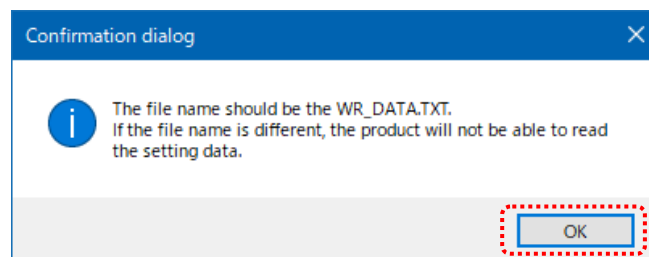 Confirmation dialog
The file name should be the WR_DATA.TXT.
If the file name is different, the product will not be able to read
the setting data.
OK